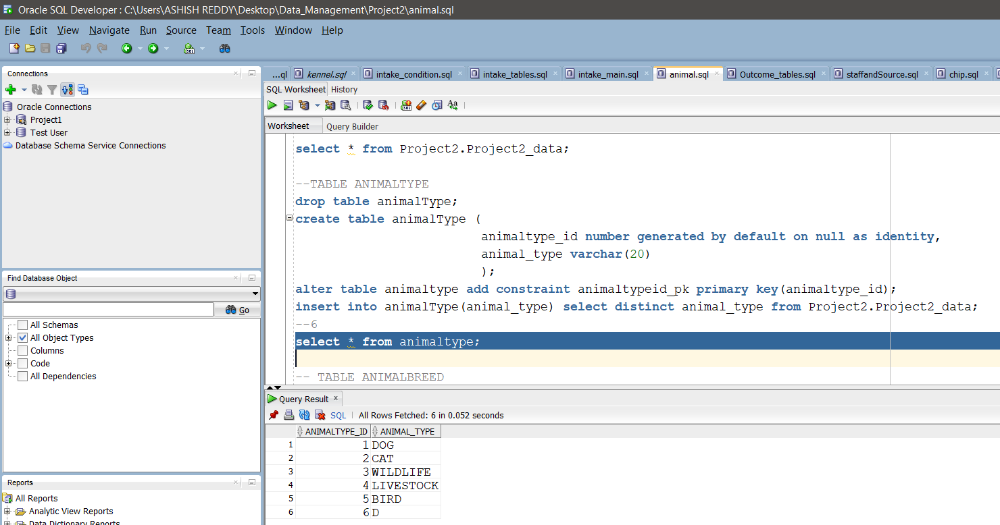 Oracle SQL Developer : C:\Users\ASHISH REDDY\Desktop\Data_Management\Project2\animal.sql
File Edit View Navigate Run Source Team Tools Window Help
Connections
Oracle Connections
Project1
Test User
Database Schema Service Connections
Find Database Object
Go
All Schemas
All Object Types
Columns
Code
All Dependencies
Reports
All Reports
Analytic View Reports
Data Dictionary Reports
...ql kennel.sql intake_condition.sql intake_tables.sql intake_main.sql animal.sql Outcome_tables.sql staffandSource.sql chip.sql
SQL Worksheet History
Worksheet Query Builder
select * from Project2.Project2_data;
--TABLE ANIMALTYPE
drop table animalType;
create table animalType (
animaltype_id number generated by default on null as identity,
animal_type varchar(20)
);
alter table animaltype add constraint animaltypeid_pk primary key(animaltype_id);
insert into animalType(animal_type) select distinct animal_type from Project2.Project2_data;
--6
select * from animaltype;
-- TABLE ANIMALBREED
Query Result
SQL All Rows Fetched: 6 in 0.052 seconds
ANIMALTYPE_ID ANIMAL_TYPE
1 1 DOG
2 2 CAT
3 3 WILDLIFE
4 4 LIVESTOCK
5 5 BIRD
6 6 D